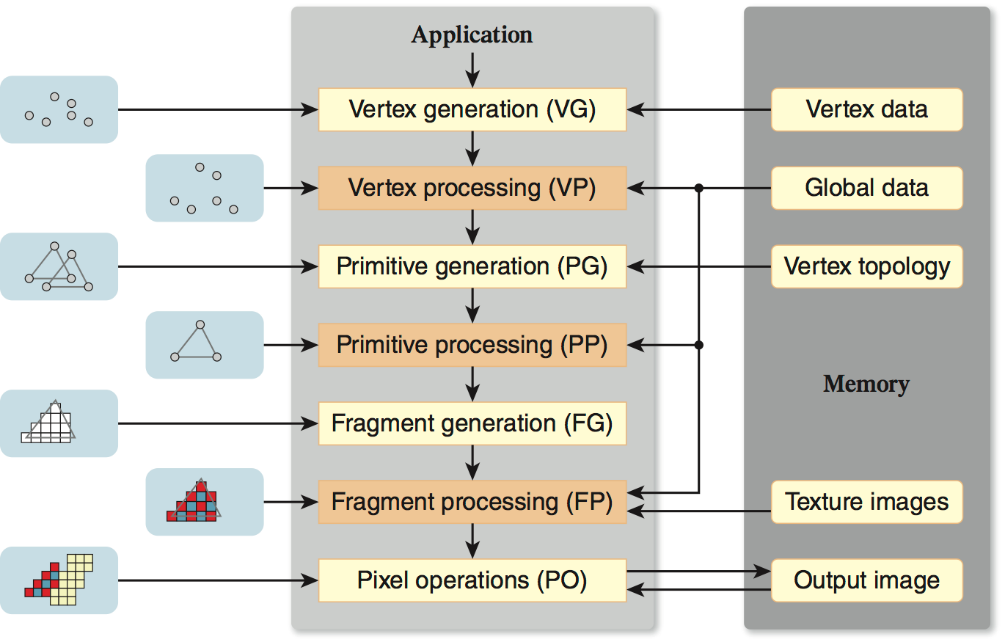 Application
Vertex generation (VG)
Vertex data
Vertex processing (VP)
Global data
Primitive generation (PG)
Vertex topology
Primitive processing (PP)
Memory
Fragment generation (FG)
Fragment processing (FP)
Texture images
Pixel operations (PO)
Output image